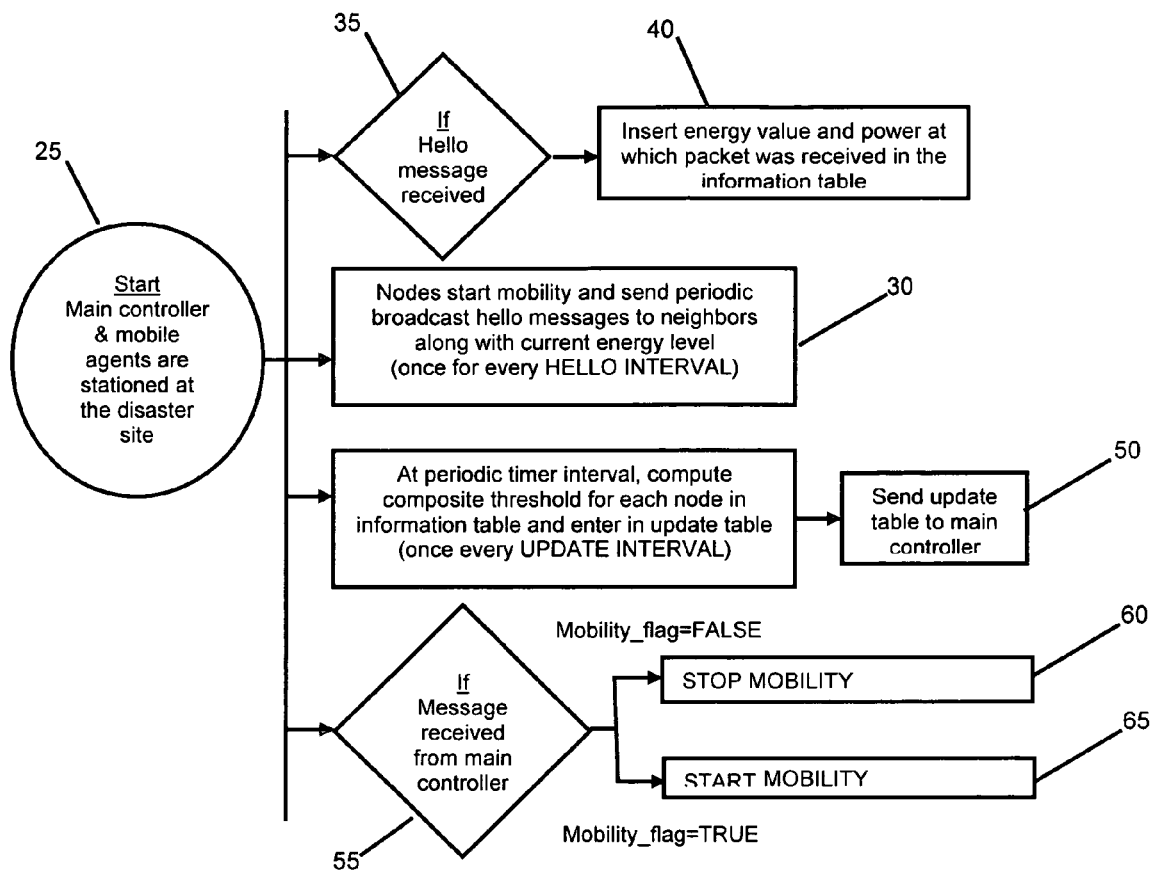 35
40
If
Hello
message
received
Insert energy value and power at
which packet was received in the
information table
25
Start
Main controller
& mobile
agents are
stationed at
the disaster
site
30
Nodes start mobility and send periodic
broadcast hello messages to neighbors
along with current energy level
(once for every HELLO INTERVAL)
50
At periodic timer interval, compute
composite threshold for each node in
information table and enter in update table
(once every UPDATE INTERVAL)
Send update
table to main
controller
Mobility_flag=FALSE
60
If
Message
received
from main
controller
STOP MOBILITY
65
START MOBILITY
Mobility_flag=TRUE
55